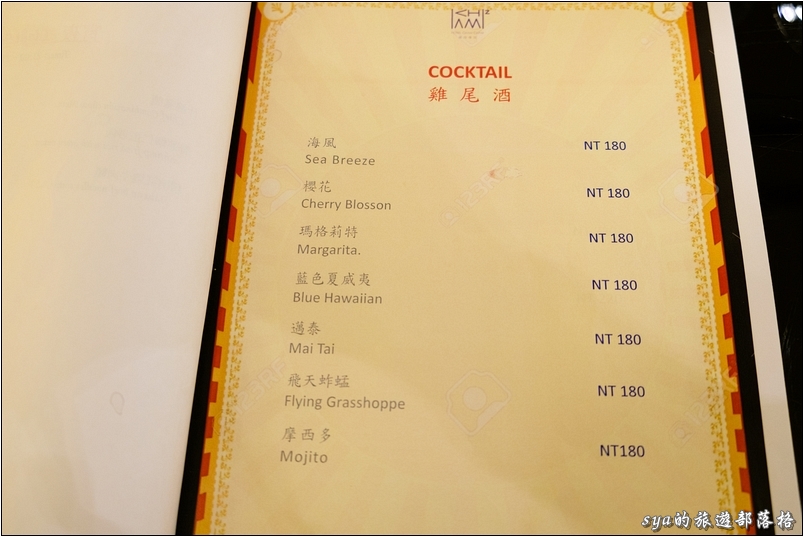 COCKTAIL
雞尾酒
海風
Sea Breeze NT 180
櫻花
Cherry Blosson NT 180
瑪格莉特
Margarita. NT 180
藍色夏威夷
Blue Hawaiian NT 180
邁泰
Mai Tai NT 180
飛天蚱蜢
Flying Grasshoppe NT 180
摩西多
Mojito NT180
sya的旅遊部落格